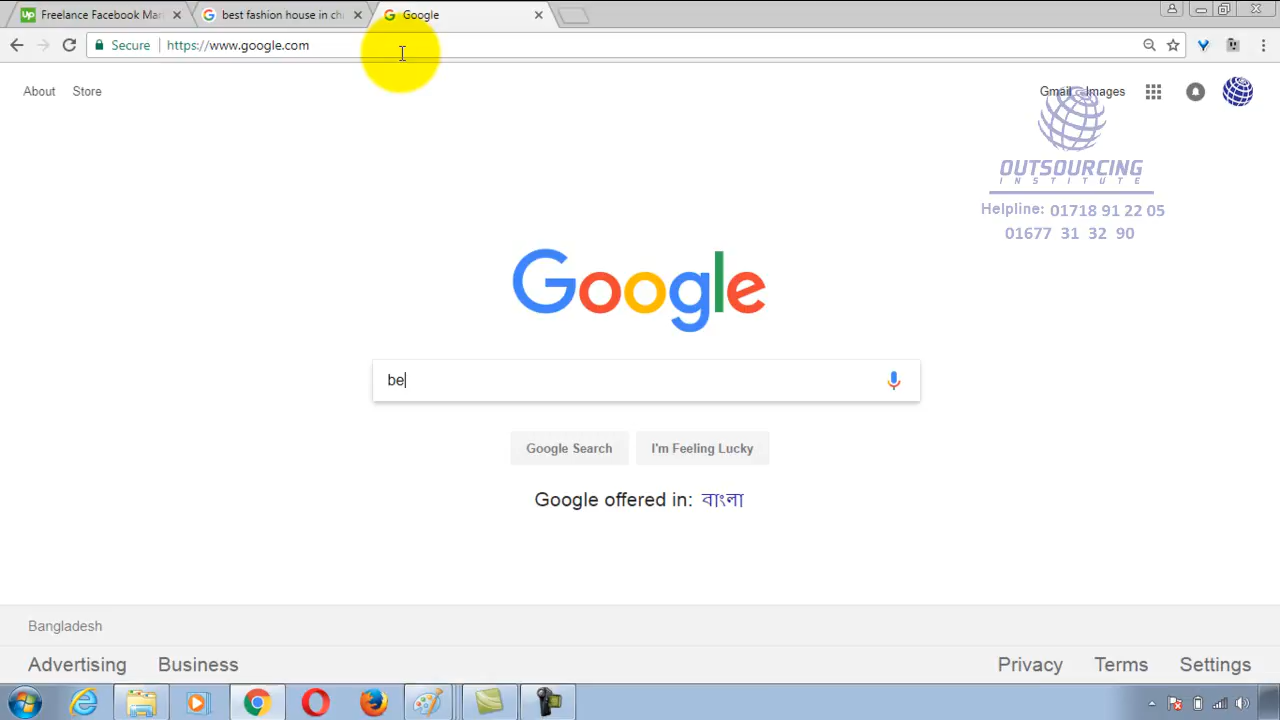 Freelance Facebook Mar
best fashion house in ch
Google
Secure
https://www.google.com
About
Store
Gmail
Images
OUTSOURCING
INSTITUTE
Helpline: 01718 91 22 05
01677 31 32 90
Google
be
Google Search
I'm Feeling Lucky
Google offered in: বাংলা
Bangladesh
Advertising
Business
Privacy
Terms
Settings